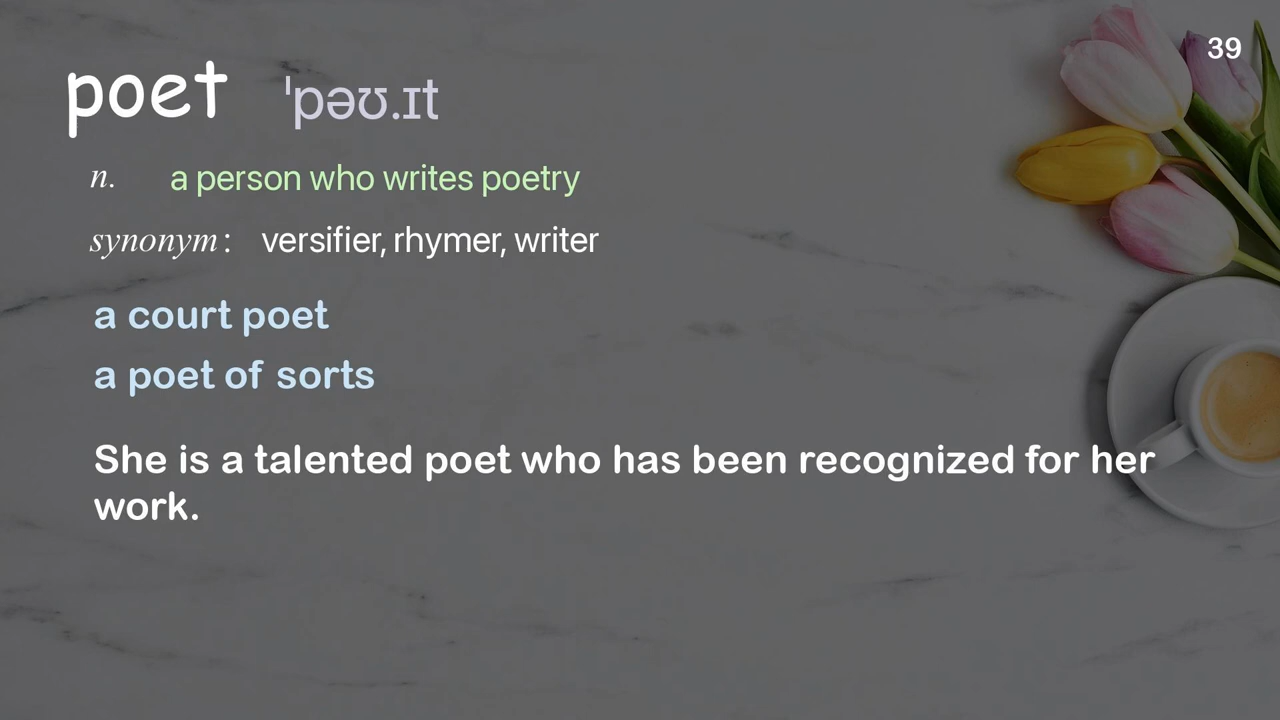 39
poet ˈpəʊ.ɪt
n. a person who writes poetry
synonym: versifier, rhymer, writer
a court poet
a poet of sorts
She is a talented poet who has been recognized for her
work.